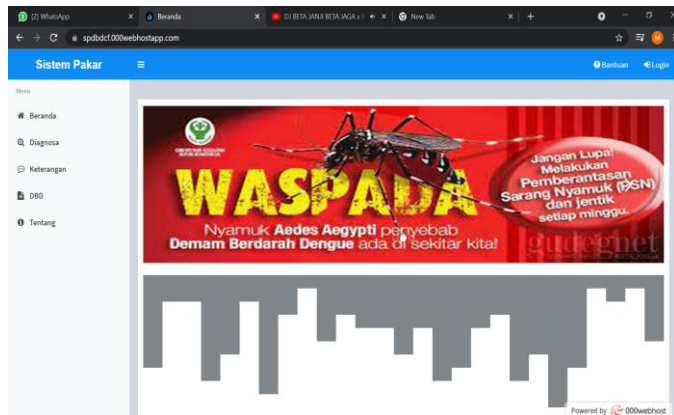 (2) WhatsApp
Beranda
DJ BETA JANJI BETA JAGA x
New Tab
spdbdcf.000webhostapp.com
M
Sistem Pakar
Bantuan
Login
Menu
Beranda
Diagnosa
Keterangan
DBD
Tentang
WASPADA
Nyamuk Aedes Aegypti penyebab
Demam Berdarah Dengue ada di sekitar kita!
Jangan Lupa!
Melakukan
Pemberantasan
Sarang Nyamuk (PSN)
dan jentik
setiap minggu.
gudegnet
Powered by 000webhost